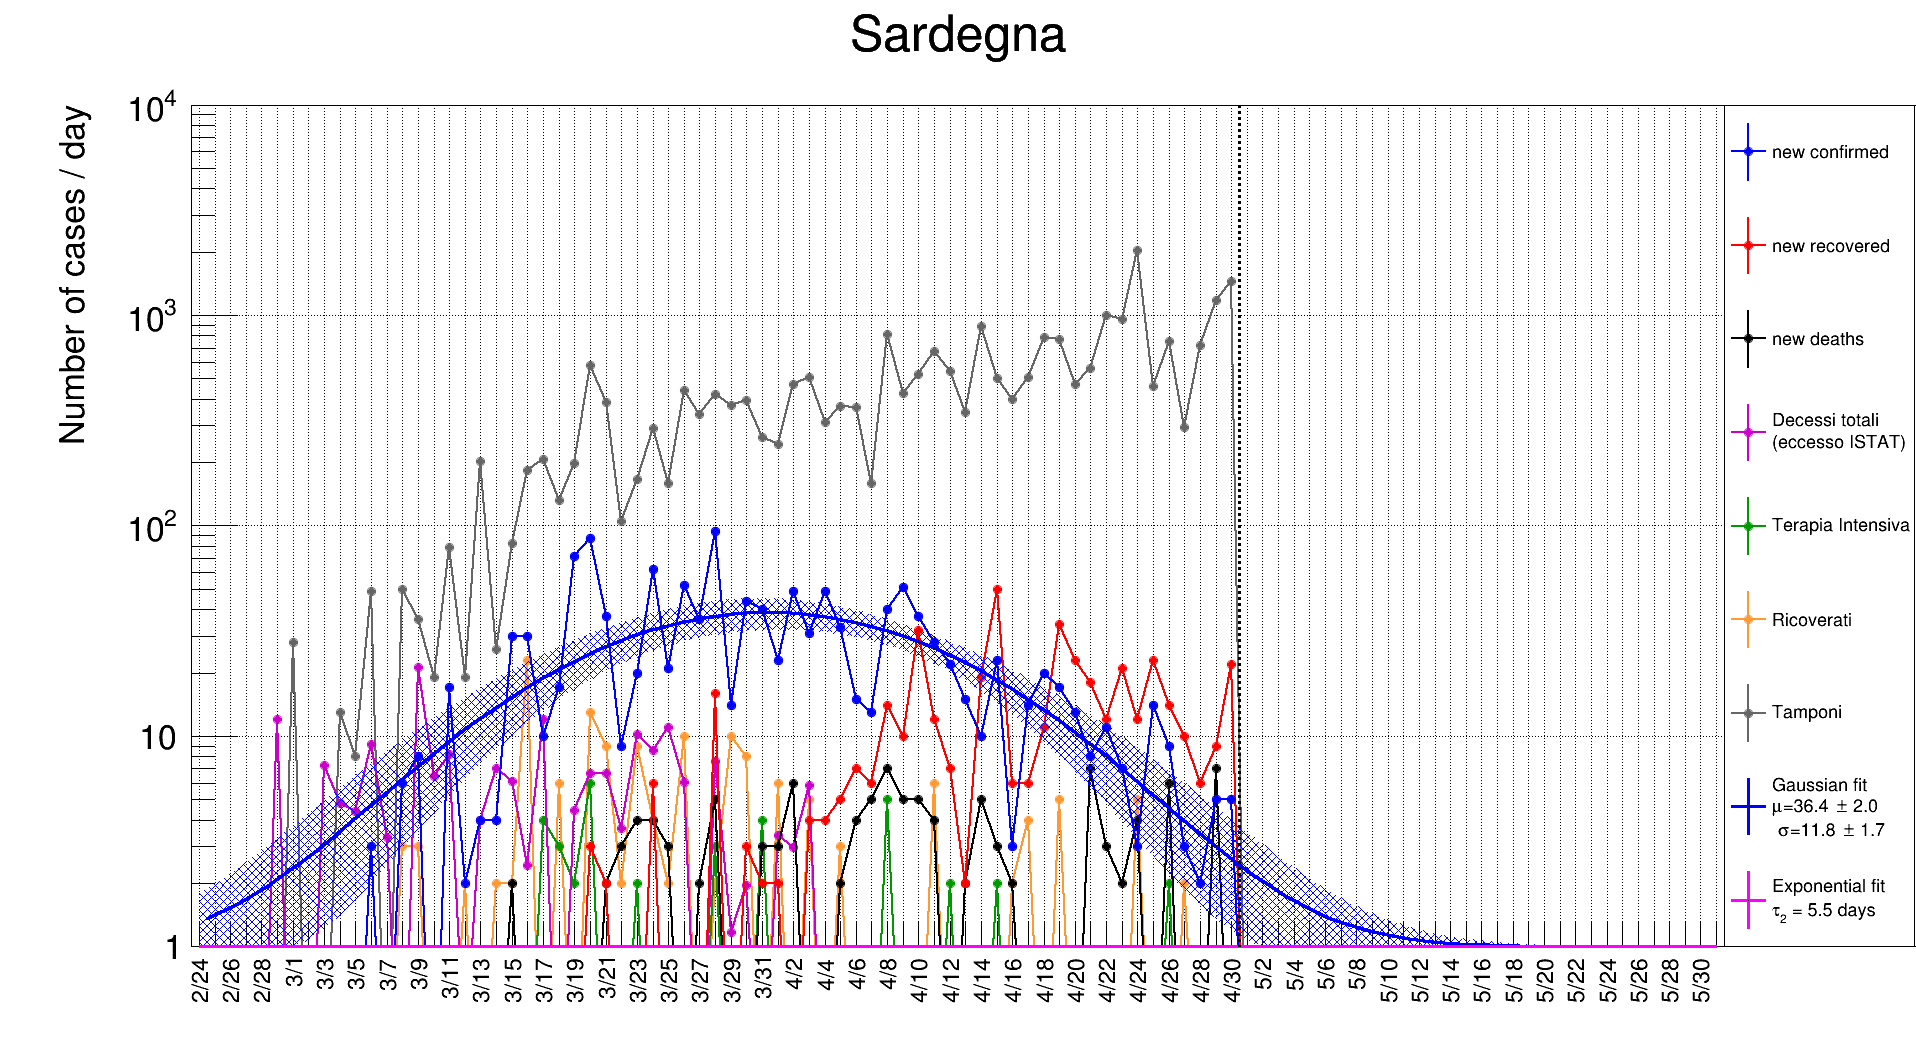 Sardegna
Number of cases / day
10^4
10^3
10^2
10
1
2/24 2/26 2/28 3/1 3/3 3/5 3/7 3/9 3/11 3/13 3/15 3/17 3/19 3/21 3/23 3/25 3/27 3/29 3/31 4/2 4/4 4/6 4/8 4/10 4/12 4/14 4/16 4/18 4/20 4/22 4/24 4/26 4/28 4/30 5/2 5/4 5/6 5/8 5/10 5/12 5/14 5/16 5/18 5/20 5/22 5/24 5/26 5/28 5/30
new confirmed
new recovered
new deaths
Decessi totali
(eccesso ISTAT)
Terapia Intensiva
Ricoverati
Tamponi
Gaussian fit
μ=36.4 ± 2.0
σ=11.8 ± 1.7
Exponential fit
τ_2 = 5.5 days